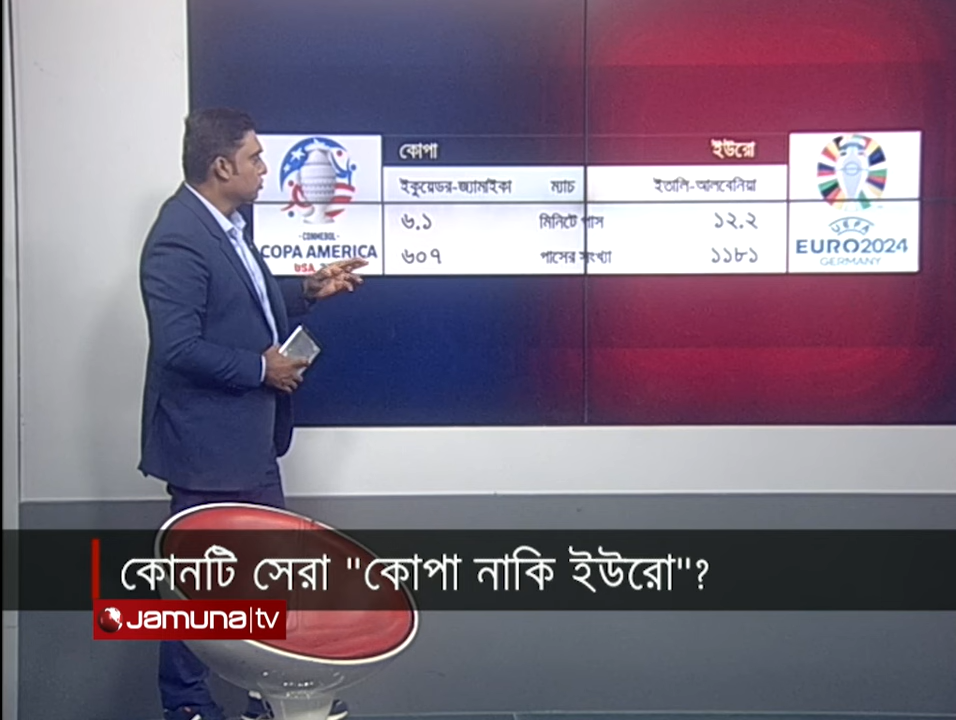 কোপা ইউরো
ইকুয়েডর-জ্যামাইকা ম্যাচ ইতালি-আলবেনিয়া
৬.১ মিনিটে পাস ১২.২
৬০৭ পাসের সংখ্যা ১১৮১
CONMEBOL
COPA AMERICA
USA
UEFA
EURO2024
GERMANY
কোনটি সেরা "কোপা নাকি ইউরো"?
JAMUNA|tv